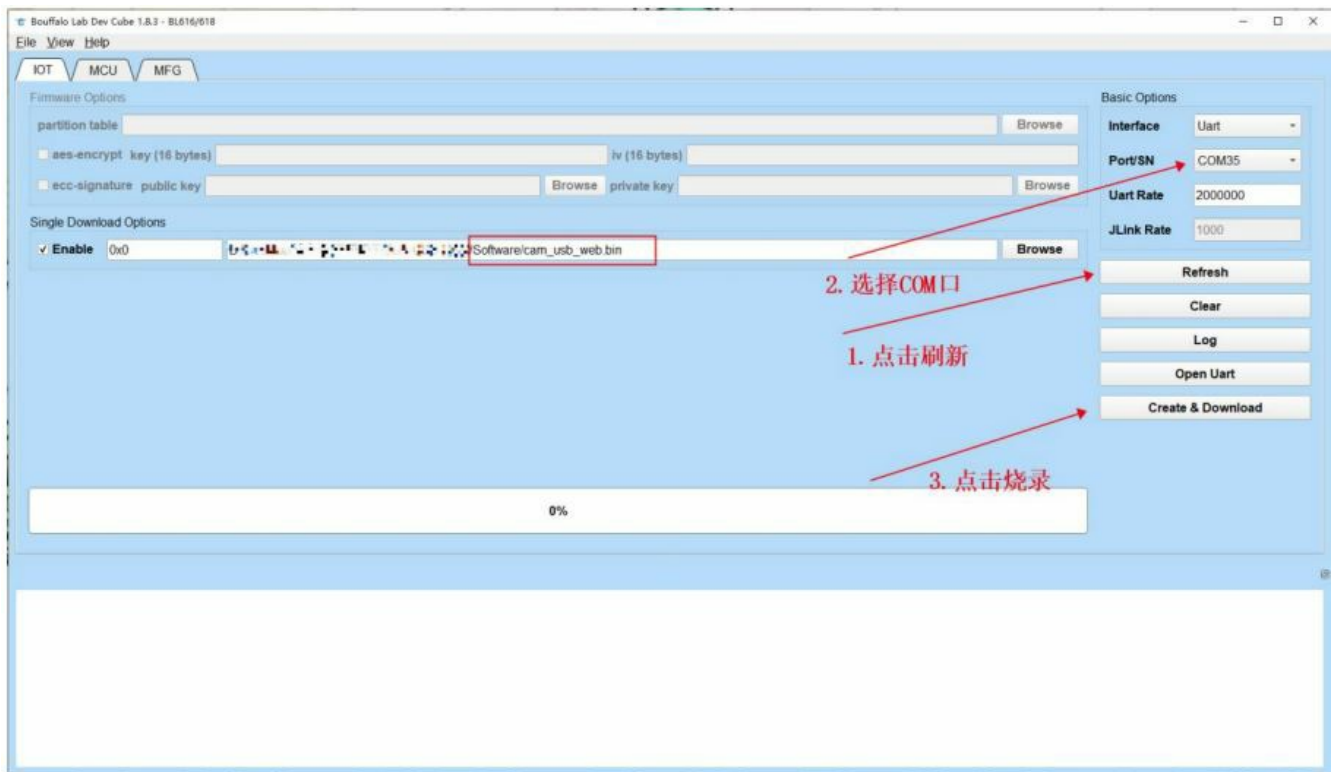 Bouffalo Lab Dev Cube 1.8.3 - BL616/618
File View Help
IOT MCU MFG
Firmware Options
partition table Browse
aes-encrypt key (16 bytes) iv (16 bytes)
ecc-signature public key Browse private key Browse
Single Download Options
Enable 0x0 Software/cam_usb_web.bin Browse
Basic Options
Interface Uart
Port/SN COM35
Uart Rate 2000000
JLink Rate 1000
Refresh
Clear
Log
Open Uart
Create & Download
2. 选择COM口
1. 点击刷新
3. 点击烧录
0%